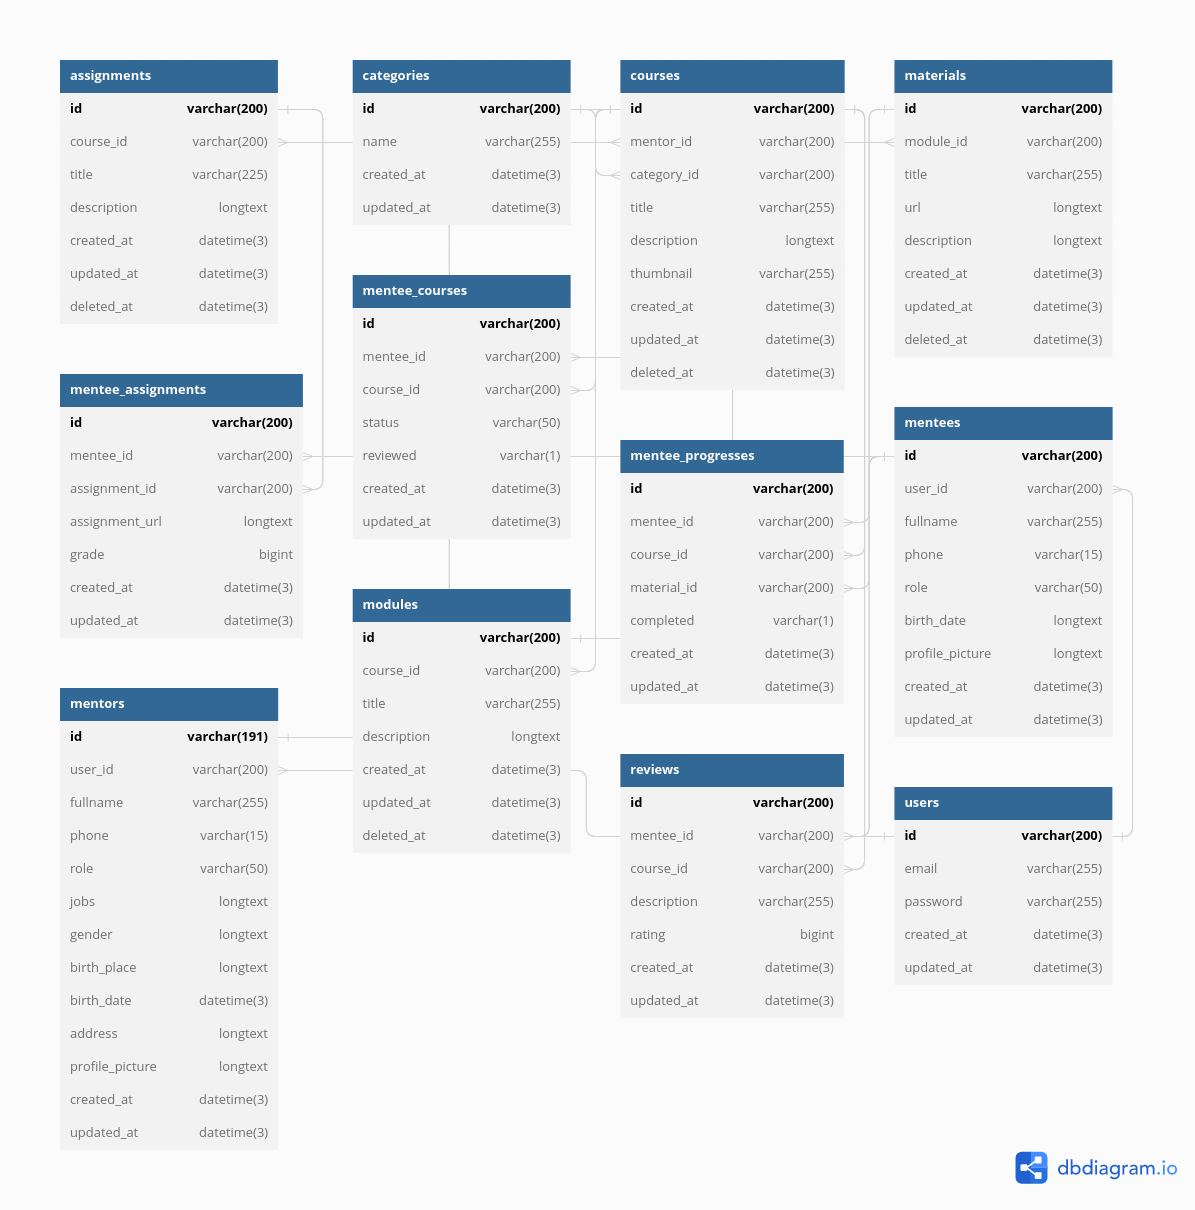 assignments
id varchar(200)
course_id varchar(200)
title varchar(225)
description longtext
created_at datetime(3)
updated_at datetime(3)
deleted_at datetime(3)
categories
id varchar(200)
name varchar(255)
created_at datetime(3)
updated_at datetime(3)
courses
id varchar(200)
mentor_id varchar(200)
category_id varchar(200)
title varchar(255)
description longtext
thumbnail varchar(255)
created_at datetime(3)
updated_at datetime(3)
deleted_at datetime(3)
materials
id varchar(200)
module_id varchar(200)
title varchar(255)
url longtext
description longtext
created_at datetime(3)
updated_at datetime(3)
deleted_at datetime(3)
mentee_courses
id varchar(200)
mentee_id varchar(200)
course_id varchar(200)
status varchar(50)
reviewed varchar(1)
created_at datetime(3)
updated_at datetime(3)
mentee_assignments
id varchar(200)
mentee_id varchar(200)
assignment_id varchar(200)
assignment_url longtext
grade bigint
created_at datetime(3)
updated_at datetime(3)
mentee_progresses
id varchar(200)
mentee_id varchar(200)
course_id varchar(200)
material_id varchar(200)
completed varchar(1)
created_at datetime(3)
updated_at datetime(3)
mentees
id varchar(200)
user_id varchar(200)
fullname varchar(255)
phone varchar(15)
role varchar(50)
birth_date longtext
profile_picture longtext
created_at datetime(3)
updated_at datetime(3)
modules
id varchar(200)
course_id varchar(200)
title varchar(255)
description longtext
created_at datetime(3)
updated_at datetime(3)
deleted_at datetime(3)
mentors
id varchar(191)
user_id varchar(200)
fullname varchar(255)
phone varchar(15)
role varchar(50)
jobs longtext
gender longtext
birth_place longtext
birth_date datetime(3)
address longtext
profile_picture longtext
created_at datetime(3)
updated_at datetime(3)
reviews
id varchar(200)
mentee_id varchar(200)
course_id varchar(200)
description varchar(255)
rating bigint
created_at datetime(3)
updated_at datetime(3)
users
id varchar(200)
email varchar(255)
password varchar(255)
created_at datetime(3)
updated_at datetime(3)
dbdiagram.io